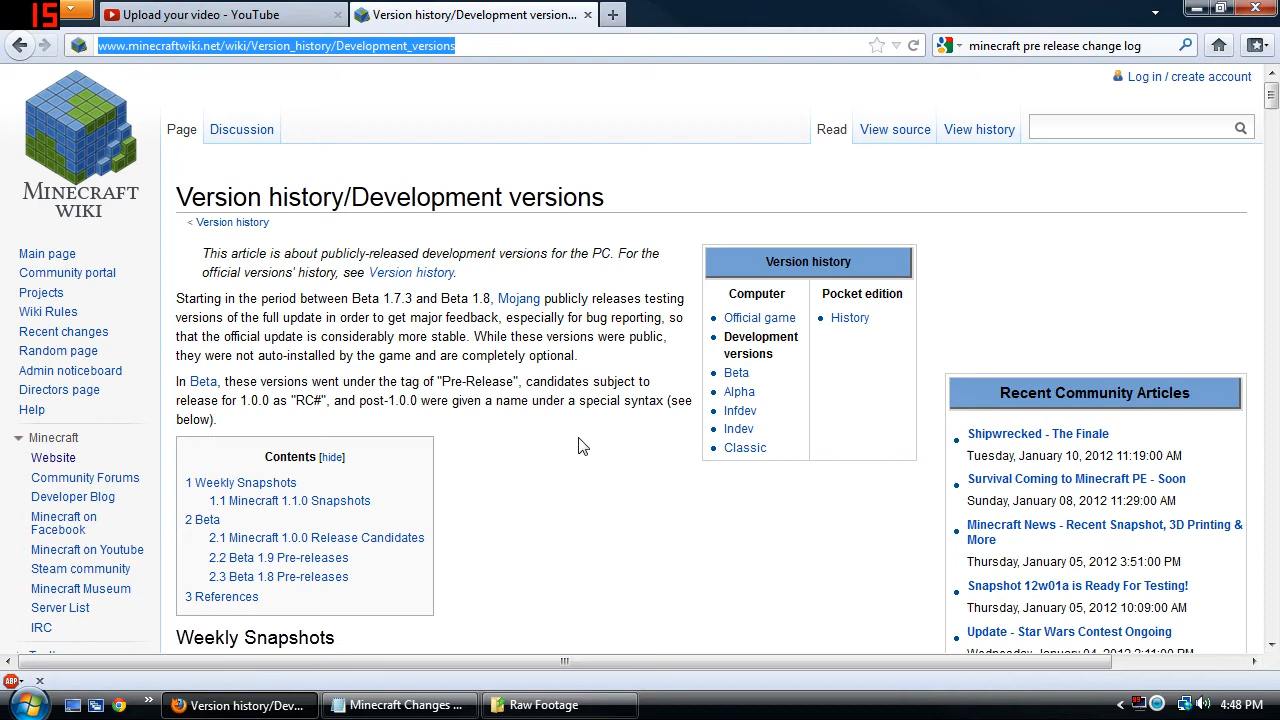 15
Upload your video - YouTube
Version history/Development version...
www.minecraftwiki.net/wiki/Version_history/Development_versions
minecraft pre release change log
Log in / create account
Page
Discussion
Read
View source
View history
MINECRAFT
WIKI
Main page
Community portal
Projects
Wiki Rules
Recent changes
Random page
Admin noticeboard
Directors page
Help
Minecraft
Website
Community Forums
Developer Blog
Minecraft on
Facebook
Minecraft on Youtube
Steam community
Minecraft Museum
Server List
IRC
Version history/Development versions
< Version history
This article is about publicly-released development versions for the PC. For the
official versions' history, see Version history.
Starting in the period between Beta 1.7.3 and Beta 1.8, Mojang publicly releases testing
versions of the full update in order to get major feedback, especially for bug reporting, so
that the official update is considerably more stable. While these versions were public,
they were not auto-installed by the game and are completely optional.
In Beta, these versions went under the tag of "Pre-Release", candidates subject to
release for 1.0.0 as "RC#", and post-1.0.0 were given a name under a special syntax (see
below).
Contents [hide]
1 Weekly Snapshots
1.1 Minecraft 1.1.0 Snapshots
2 Beta
2.1 Minecraft 1.0.0 Release Candidates
2.2 Beta 1.9 Pre-releases
2.3 Beta 1.8 Pre-releases
3 References
Weekly Snapshots
Version history
Computer
Official game
Development
versions
Beta
Alpha
Infdev
Indev
Classic
Pocket edition
History
Recent Community Articles
Shipwrecked - The Finale
Tuesday, January 10, 2012 11:19:00 AM
Survival Coming to Minecraft PE - Soon
Sunday, January 08, 2012 11:29:00 AM
Minecraft News - Recent Snapshot, 3D Printing &
More
Thursday, January 05, 2012 3:51:00 PM
Snapshot 12w01a is Ready For Testing!
Thursday, January 05, 2012 10:09:00 AM
Update - Star Wars Contest Ongoing
ABP
Version history/Dev...
Minecraft Changes ...
Raw Footage
4:48 PM